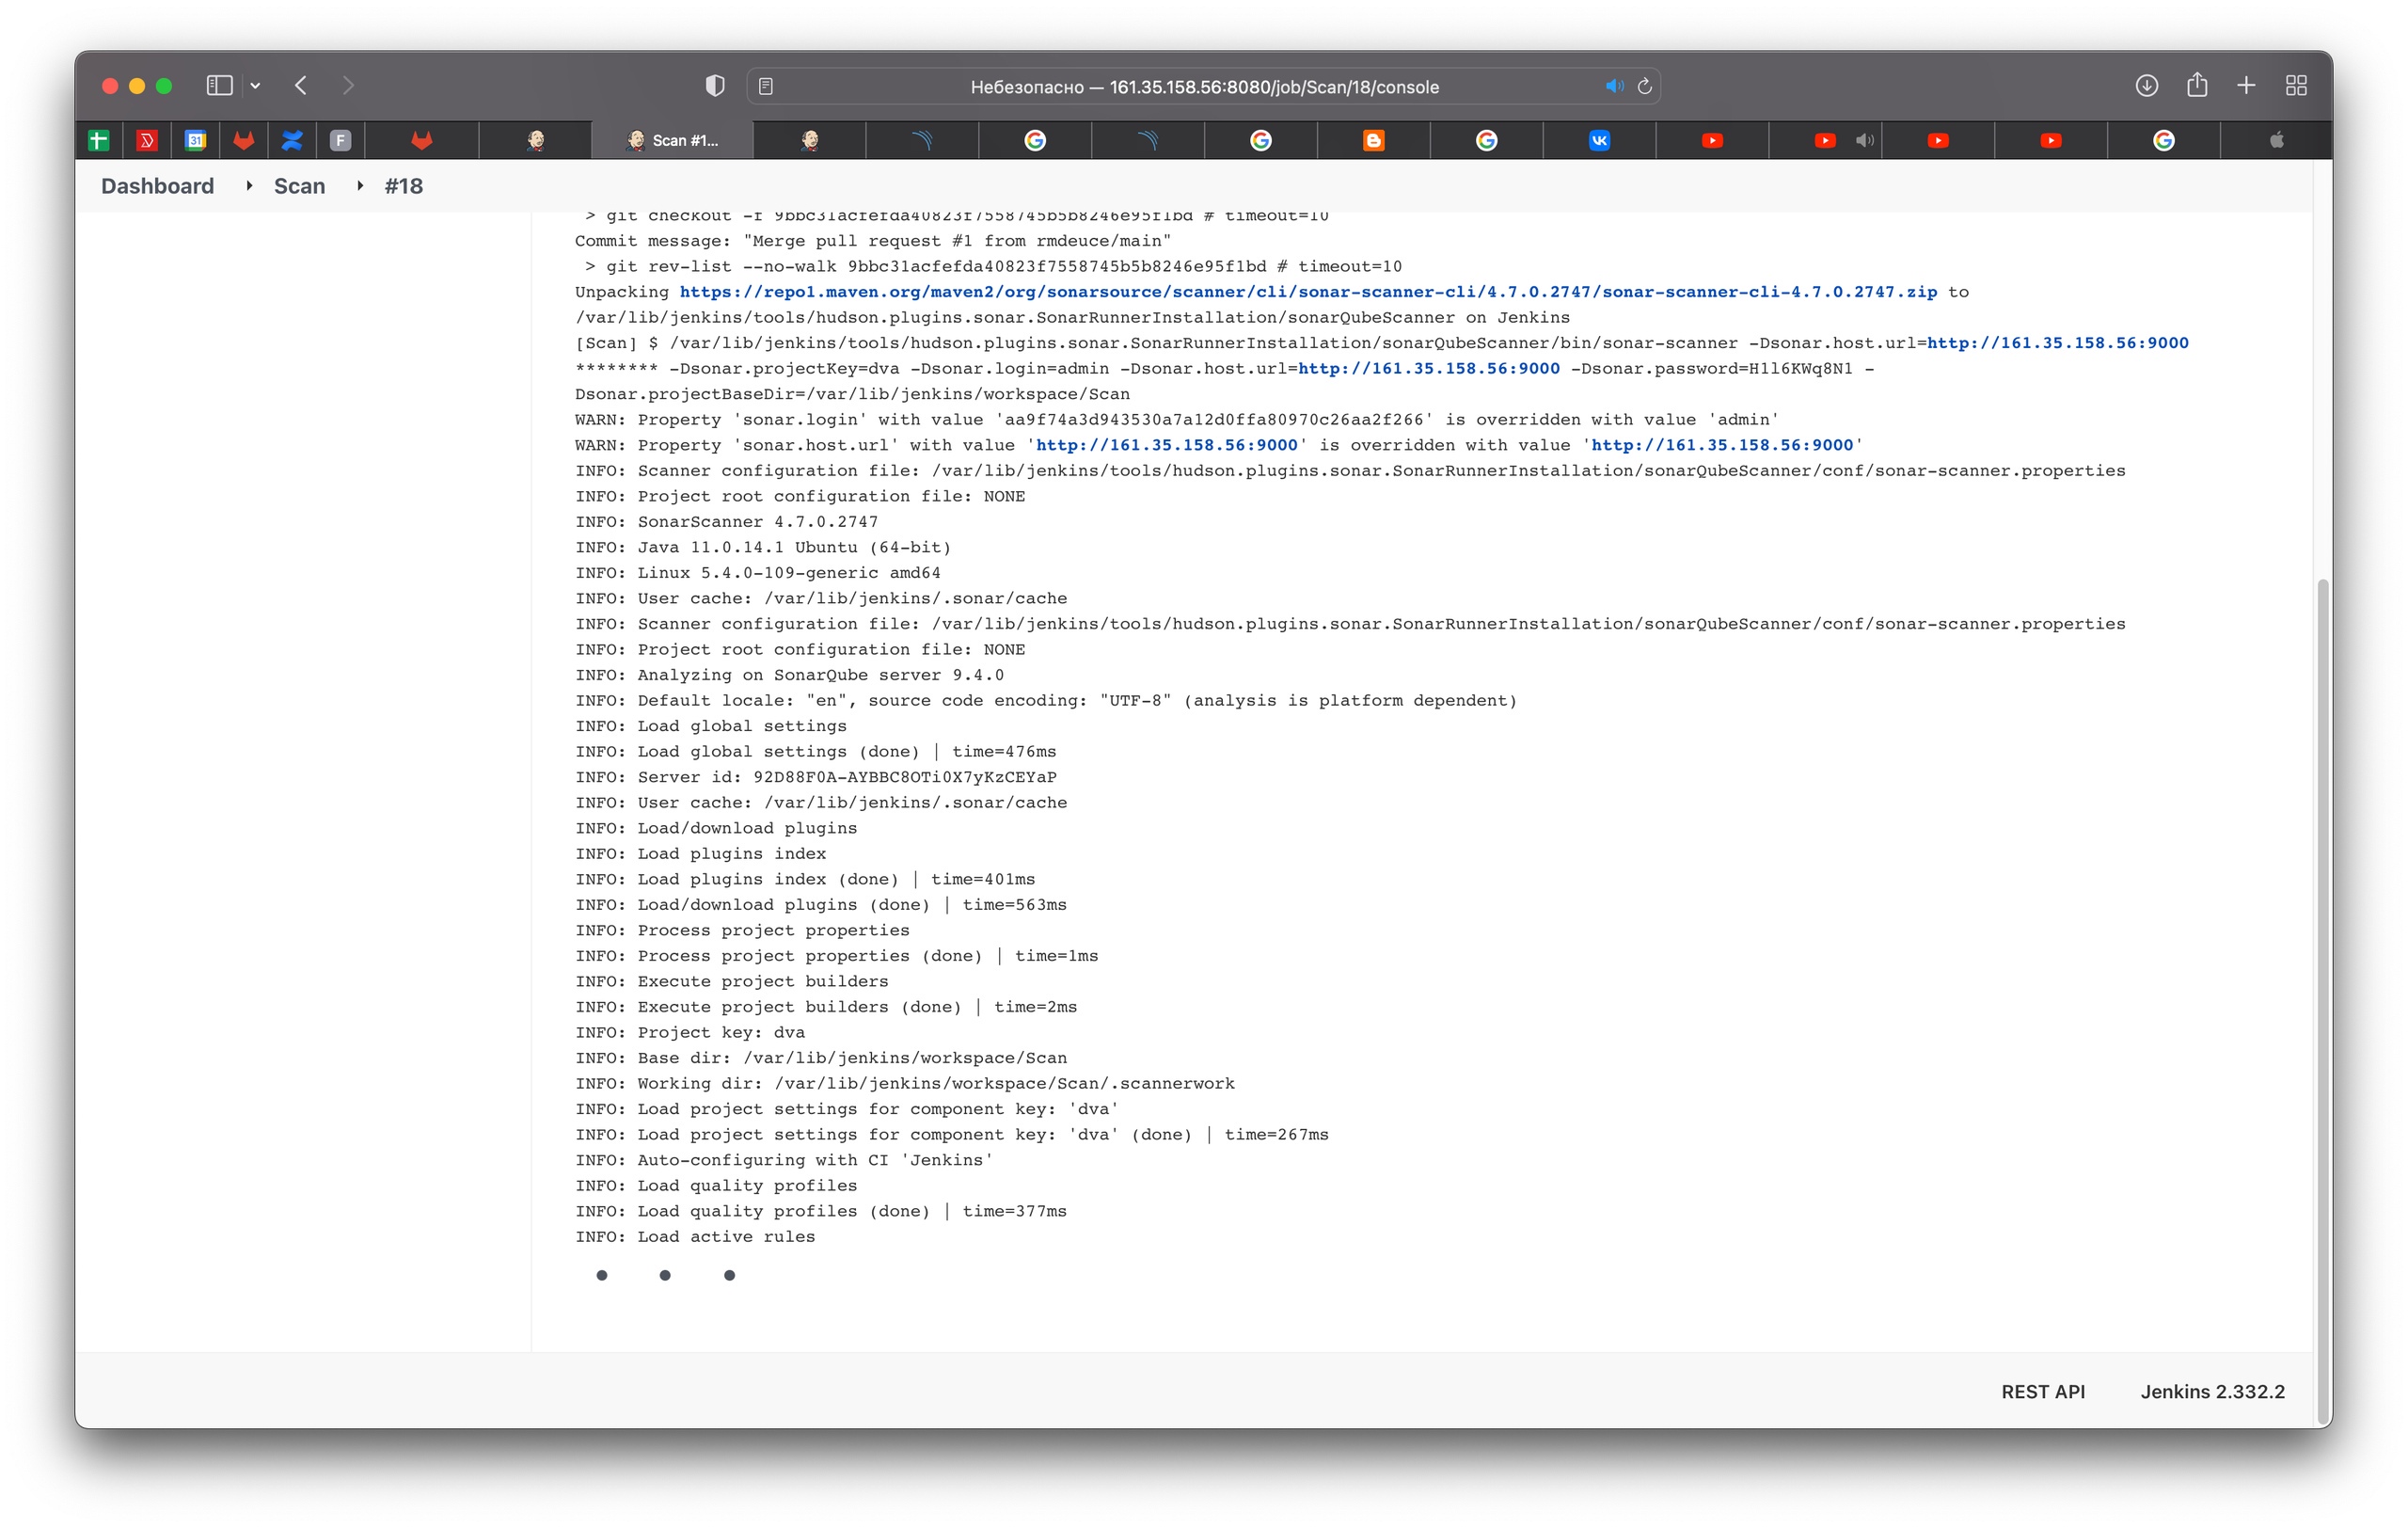 Небезопасно — 161.35.158.56:8080/job/Scan/18/console
31
F
Scan #1...
Dashboard Scan #18
> git checkout -f 9bbc31acfefda40823f7558745b5b8246e95f1bd # timeout=10
Commit message: "Merge pull request #1 from rmdeuce/main"
> git rev-list --no-walk 9bbc31acfefda40823f7558745b5b8246e95f1bd # timeout=10
Unpacking https://repo1.maven.org/maven2/org/sonarsource/scanner/cli/sonar-scanner-cli/4.7.0.2747/sonar-scanner-cli-4.7.0.2747.zip to
/var/lib/jenkins/tools/hudson.plugins.sonar.SonarRunnerInstallation/sonarQubeScanner on Jenkins
[Scan] $ /var/lib/jenkins/tools/hudson.plugins.sonar.SonarRunnerInstallation/sonarQubeScanner/bin/sonar-scanner -Dsonar.host.url=http://161.35.158.56:9000
******** -Dsonar.projectKey=dva -Dsonar.login=admin -Dsonar.host.url=http://161.35.158.56:9000 -Dsonar.password=H1l6KWq8N1 -
Dsonar.projectBaseDir=/var/lib/jenkins/workspace/Scan
WARN: Property 'sonar.login' with value 'aa9f74a3d943530a7a12d0ffa80970c26aa2f266' is overridden with value 'admin'
WARN: Property 'sonar.host.url' with value 'http://161.35.158.56:9000' is overridden with value 'http://161.35.158.56:9000'
INFO: Scanner configuration file: /var/lib/jenkins/tools/hudson.plugins.sonar.SonarRunnerInstallation/sonarQubeScanner/conf/sonar-scanner.properties
INFO: Project root configuration file: NONE
INFO: SonarScanner 4.7.0.2747
INFO: Java 11.0.14.1 Ubuntu (64-bit)
INFO: Linux 5.4.0-109-generic amd64
INFO: User cache: /var/lib/jenkins/.sonar/cache
INFO: Scanner configuration file: /var/lib/jenkins/tools/hudson.plugins.sonar.SonarRunnerInstallation/sonarQubeScanner/conf/sonar-scanner.properties
INFO: Project root configuration file: NONE
INFO: Analyzing on SonarQube server 9.4.0
INFO: Default locale: "en", source code encoding: "UTF-8" (analysis is platform dependent)
INFO: Load global settings
INFO: Load global settings (done) | time=476ms
INFO: Server id: 92D88F0A-AYBBC8OTi0X7yKzCEYaP
INFO: User cache: /var/lib/jenkins/.sonar/cache
INFO: Load/download plugins
INFO: Load plugins index
INFO: Load plugins index (done) | time=401ms
INFO: Load/download plugins (done) | time=563ms
INFO: Process project properties
INFO: Process project properties (done) | time=1ms
INFO: Execute project builders
INFO: Execute project builders (done) | time=2ms
INFO: Project key: dva
INFO: Base dir: /var/lib/jenkins/workspace/Scan
INFO: Working dir: /var/lib/jenkins/workspace/Scan/.scannerwork
INFO: Load project settings for component key: 'dva'
INFO: Load project settings for component key: 'dva' (done) | time=267ms
INFO: Auto-configuring with CI 'Jenkins'
INFO: Load quality profiles
INFO: Load quality profiles (done) | time=377ms
INFO: Load active rules
REST API Jenkins 2.332.2